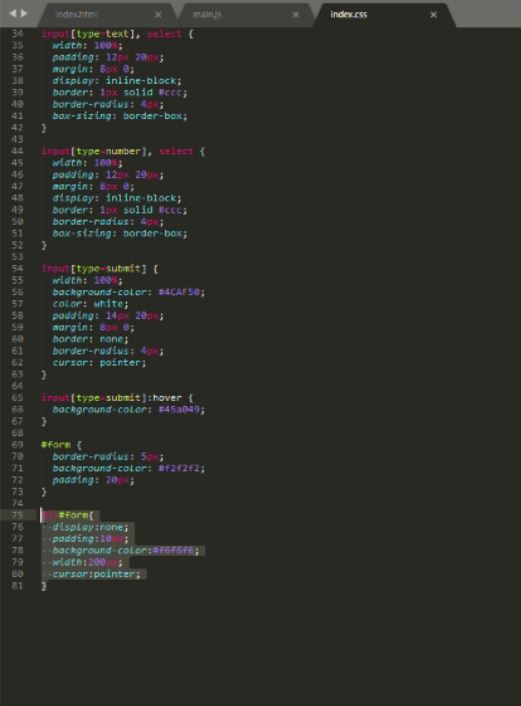 index.html
main.js
index.css
34 input[type=text], select {
35 width: 100%;
36 padding: 12px 20px;
37 margin: 8px 0;
38 display: inline-block;
39 border: 1px solid #ccc;
40 border-radius: 4px;
41 box-sizing: border-box;
42 }
43
44 input[type=number], select {
45 width: 100%;
46 padding: 12px 20px;
47 margin: 8px 0;
48 display: inline-block;
49 border: 1px solid #ccc;
50 border-radius: 4px;
51 box-sizing: border-box;
52 }
53
54 input[type=submit] {
55 width: 100%;
56 background-color: #4CAF50;
57 color: white;
58 padding: 14px 20px;
59 margin: 8px 0;
60 border: none;
61 border-radius: 4px;
62 cursor: pointer;
63 }
64
65 input[type=submit]:hover {
66 background-color: #45a049;
67 }
68
69 #form {
70 border-radius: 5px;
71 background-color: #f2f2f2;
72 padding: 20px;
73 }
74
75 div#form{
76 display:none;
77 padding:10px;
78 background-color:#f6f6f6;
79 width:200px;
80 cursor:pointer;
81 }